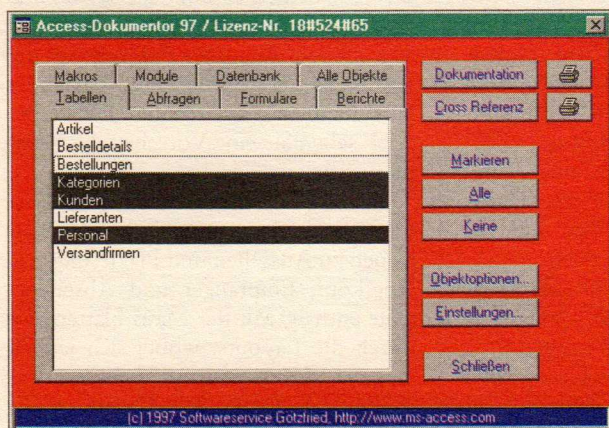 Access-Dokumentor 97 / Lizenz-Nr. 18#524#65
Makros Module Datenbank Alle Objekte
Tabellen Abfragen Formulare Berichte
Artikel
Bestelldetails
Bestellungen
Kategorien
Kunden
Lieferanten
Personal
Versandfirmen
Dokumentation
Cross Referenz
Markieren
Alle
Keine
Objektoptionen...
Einstellungen...
Schließen
(c) 1997 Softwareservice Götzfried, http://www.ms-access.com